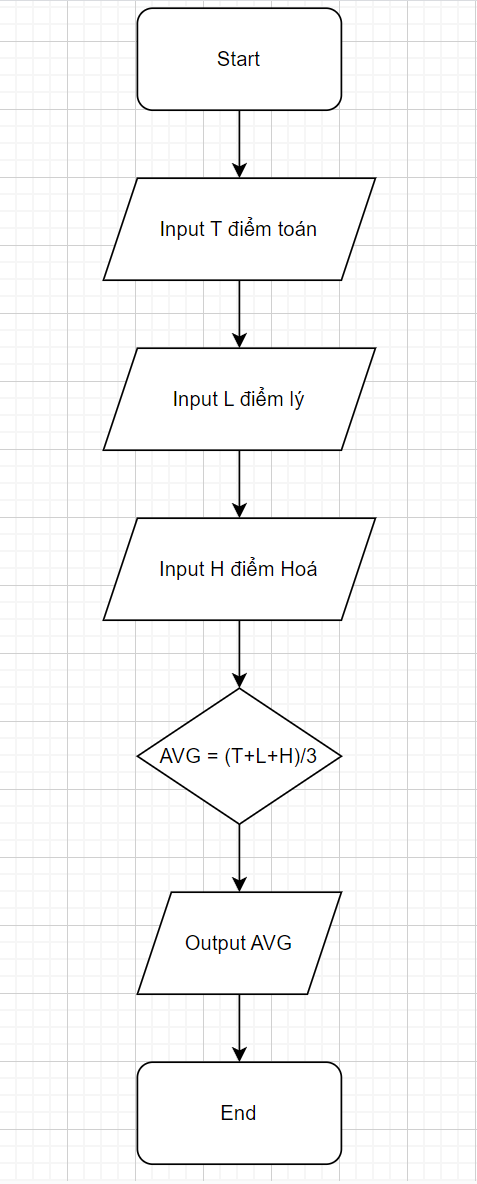 Start
Input T điểm toán
Input L điểm lý
Input H điểm Hoá
AVG = (T+L+H)/3
Output AVG
End